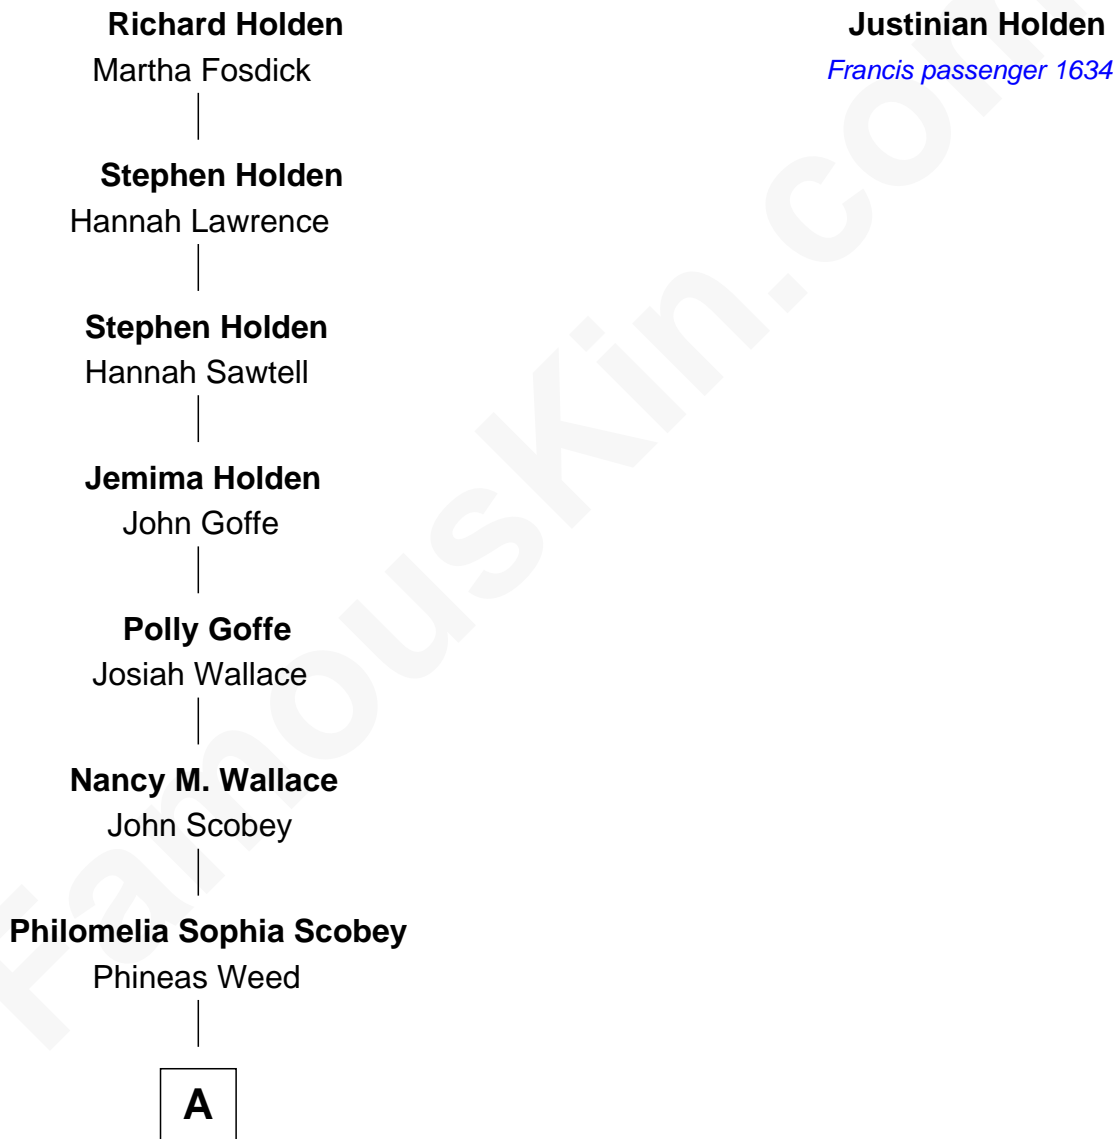 Richard Holden
Martha Fosdick
Justinian Holden
Francis passenger 1634
Stephen Holden
Hannah Lawrence
Stephen Holden
Hannah Sawtell
Jemima Holden
John Goffe
Polly Goffe
Josiah Wallace
Nancy M. Wallace
John Scobey
Philomelia Sophia Scobey
Phineas Weed
A
FamousKin.com